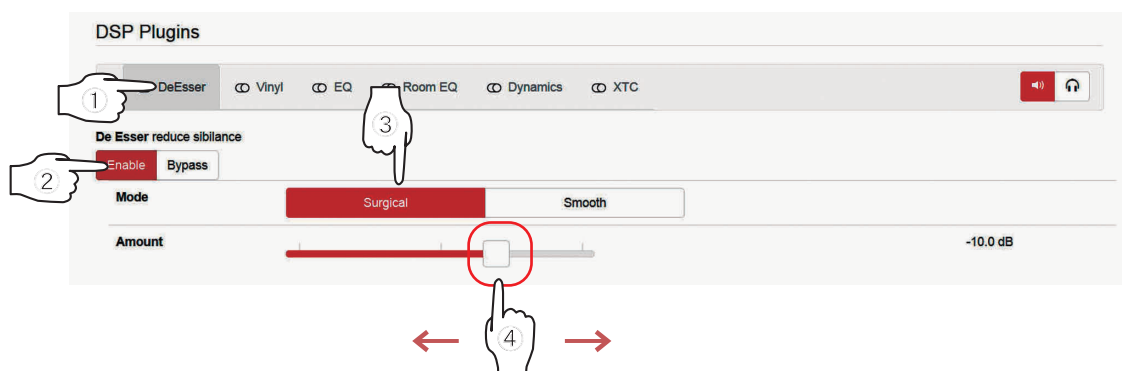 DSP Plugins
DeEsser Vinyl EQ Room EQ Dynamics XTC
1
3
De Esser reduce sibilance
Enable Bypass
2
Mode Surgical Smooth
Amount -10.0 dB
4